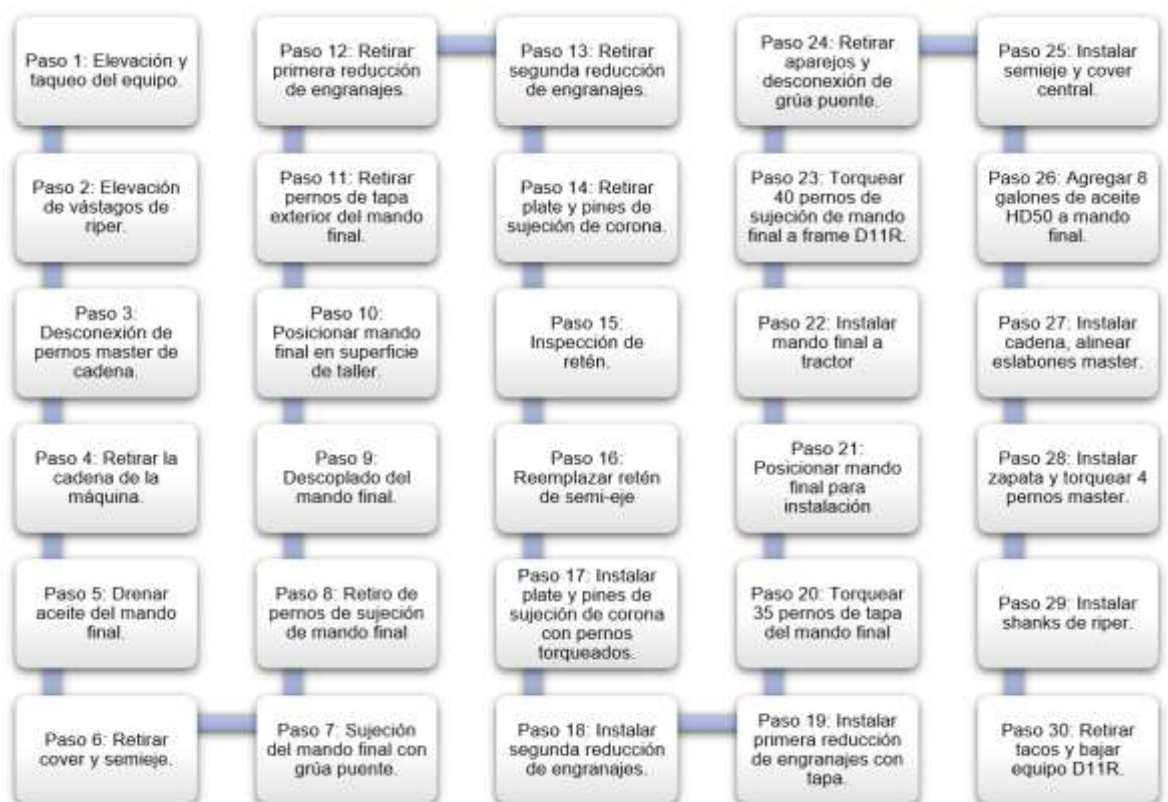 Paso 1: Elevación y
taqueo del equipo.
Paso 2: Elevación
de vástagos de
riper.
Paso 3:
Desconexión de
pernos master de
cadena.
Paso 4: Retirar la
cadena de la
máquina.
Paso 5: Drenar
aceite del mando
final.
Paso 6: Retirar
cover y semieje.
Paso 7: Sujeción
del mando final con
grúa puente.
Paso 8: Retiro de
pernos de sujeción
de mando final
Paso 9:
Descoplado del
mando final.
Paso 10:
Posicionar mando
final en superficie
de taller.
Paso 11: Retirar
pernos de tapa
exterior del mando
final.
Paso 12: Retirar
primera reducción
de engranajes.
Paso 13: Retirar
segunda reducción
de engranajes.
Paso 14: Retirar
plate y pines de
sujeción de corona.
Paso 15:
Inspección de
retén.
Paso 16:
Reemplazar retén
de semi-eje
Paso 17: Instalar
plate y pines de
sujeción de corona
con pernos
torqueados.
Paso 18: Instalar
segunda reducción
de engranajes.
Paso 19: Instalar
primera reducción
de engranajes con
tapa.
Paso 20: Torquear
35 pernos de tapa
del mando final
Paso 21:
Posicionar mando
final para
instalación
Paso 22: Instalar
mando final a
tractor
Paso 23: Torquear
40 pernos de
sujeción de mando
final a frame D11R.
Paso 24: Retirar
aparejos y
desconexión de
grúa puente.
Paso 25: Instalar
semieje y cover
central.
Paso 26: Agregar 8
galones de aceite
HD50 a mando
final.
Paso 27: Instalar
cadena, alinear
eslabones master.
Paso 28: Instalar
zapata y torquear 4
pernos master.
Paso 29: Instalar
shanks de riper.
Paso 30: Retirar
tacos y bajar
equipo D11R.